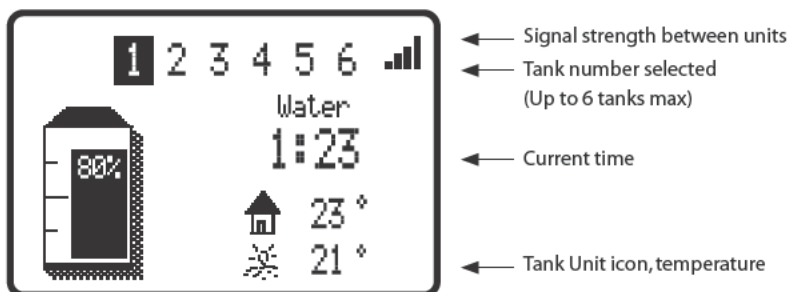 1 2 3 4 5 6
Water
1:23
80%
23°
21°
Signal strength between units
Tank number selected
(Up to 6 tanks max)
Current time
Tank Unit icon, temperature